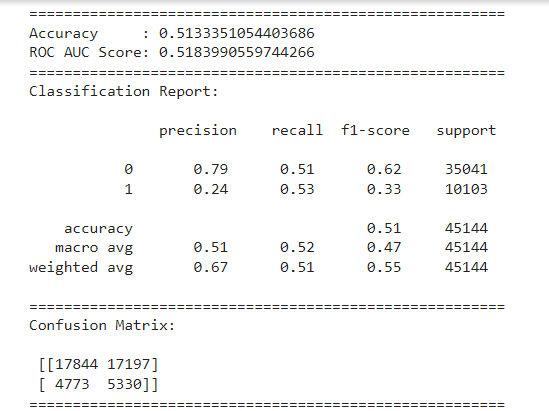 =======================================================
Accuracy      : 0.5133351054403686
ROC AUC Score: 0.5183990559744266
=======================================================
Classification Report:
precision    recall  f1-score   support
0       0.79      0.51      0.62     35041
1       0.24      0.53      0.33     10103
accuracy                           0.51     45144
macro avg       0.51      0.52      0.47     45144
weighted avg       0.67      0.51      0.55     45144
=======================================================
Confusion Matrix:
[[17844 17197]
[ 4773  5330]]
=======================================================